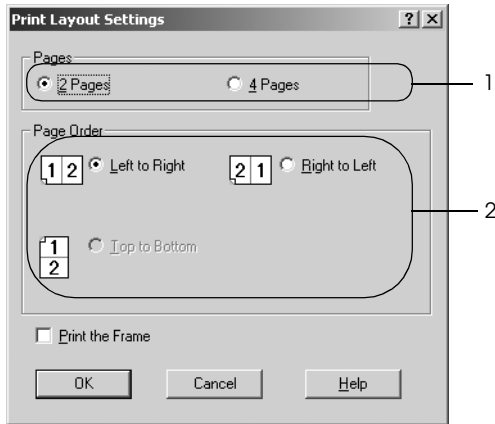 Print Layout Settings ? X
Pages
2 Pages 4 Pages 1
Page Order
1 2 Left to Right 2 1 Right to Left
2
1 Top to Bottom
2
Print the Frame
OK Cancel Help